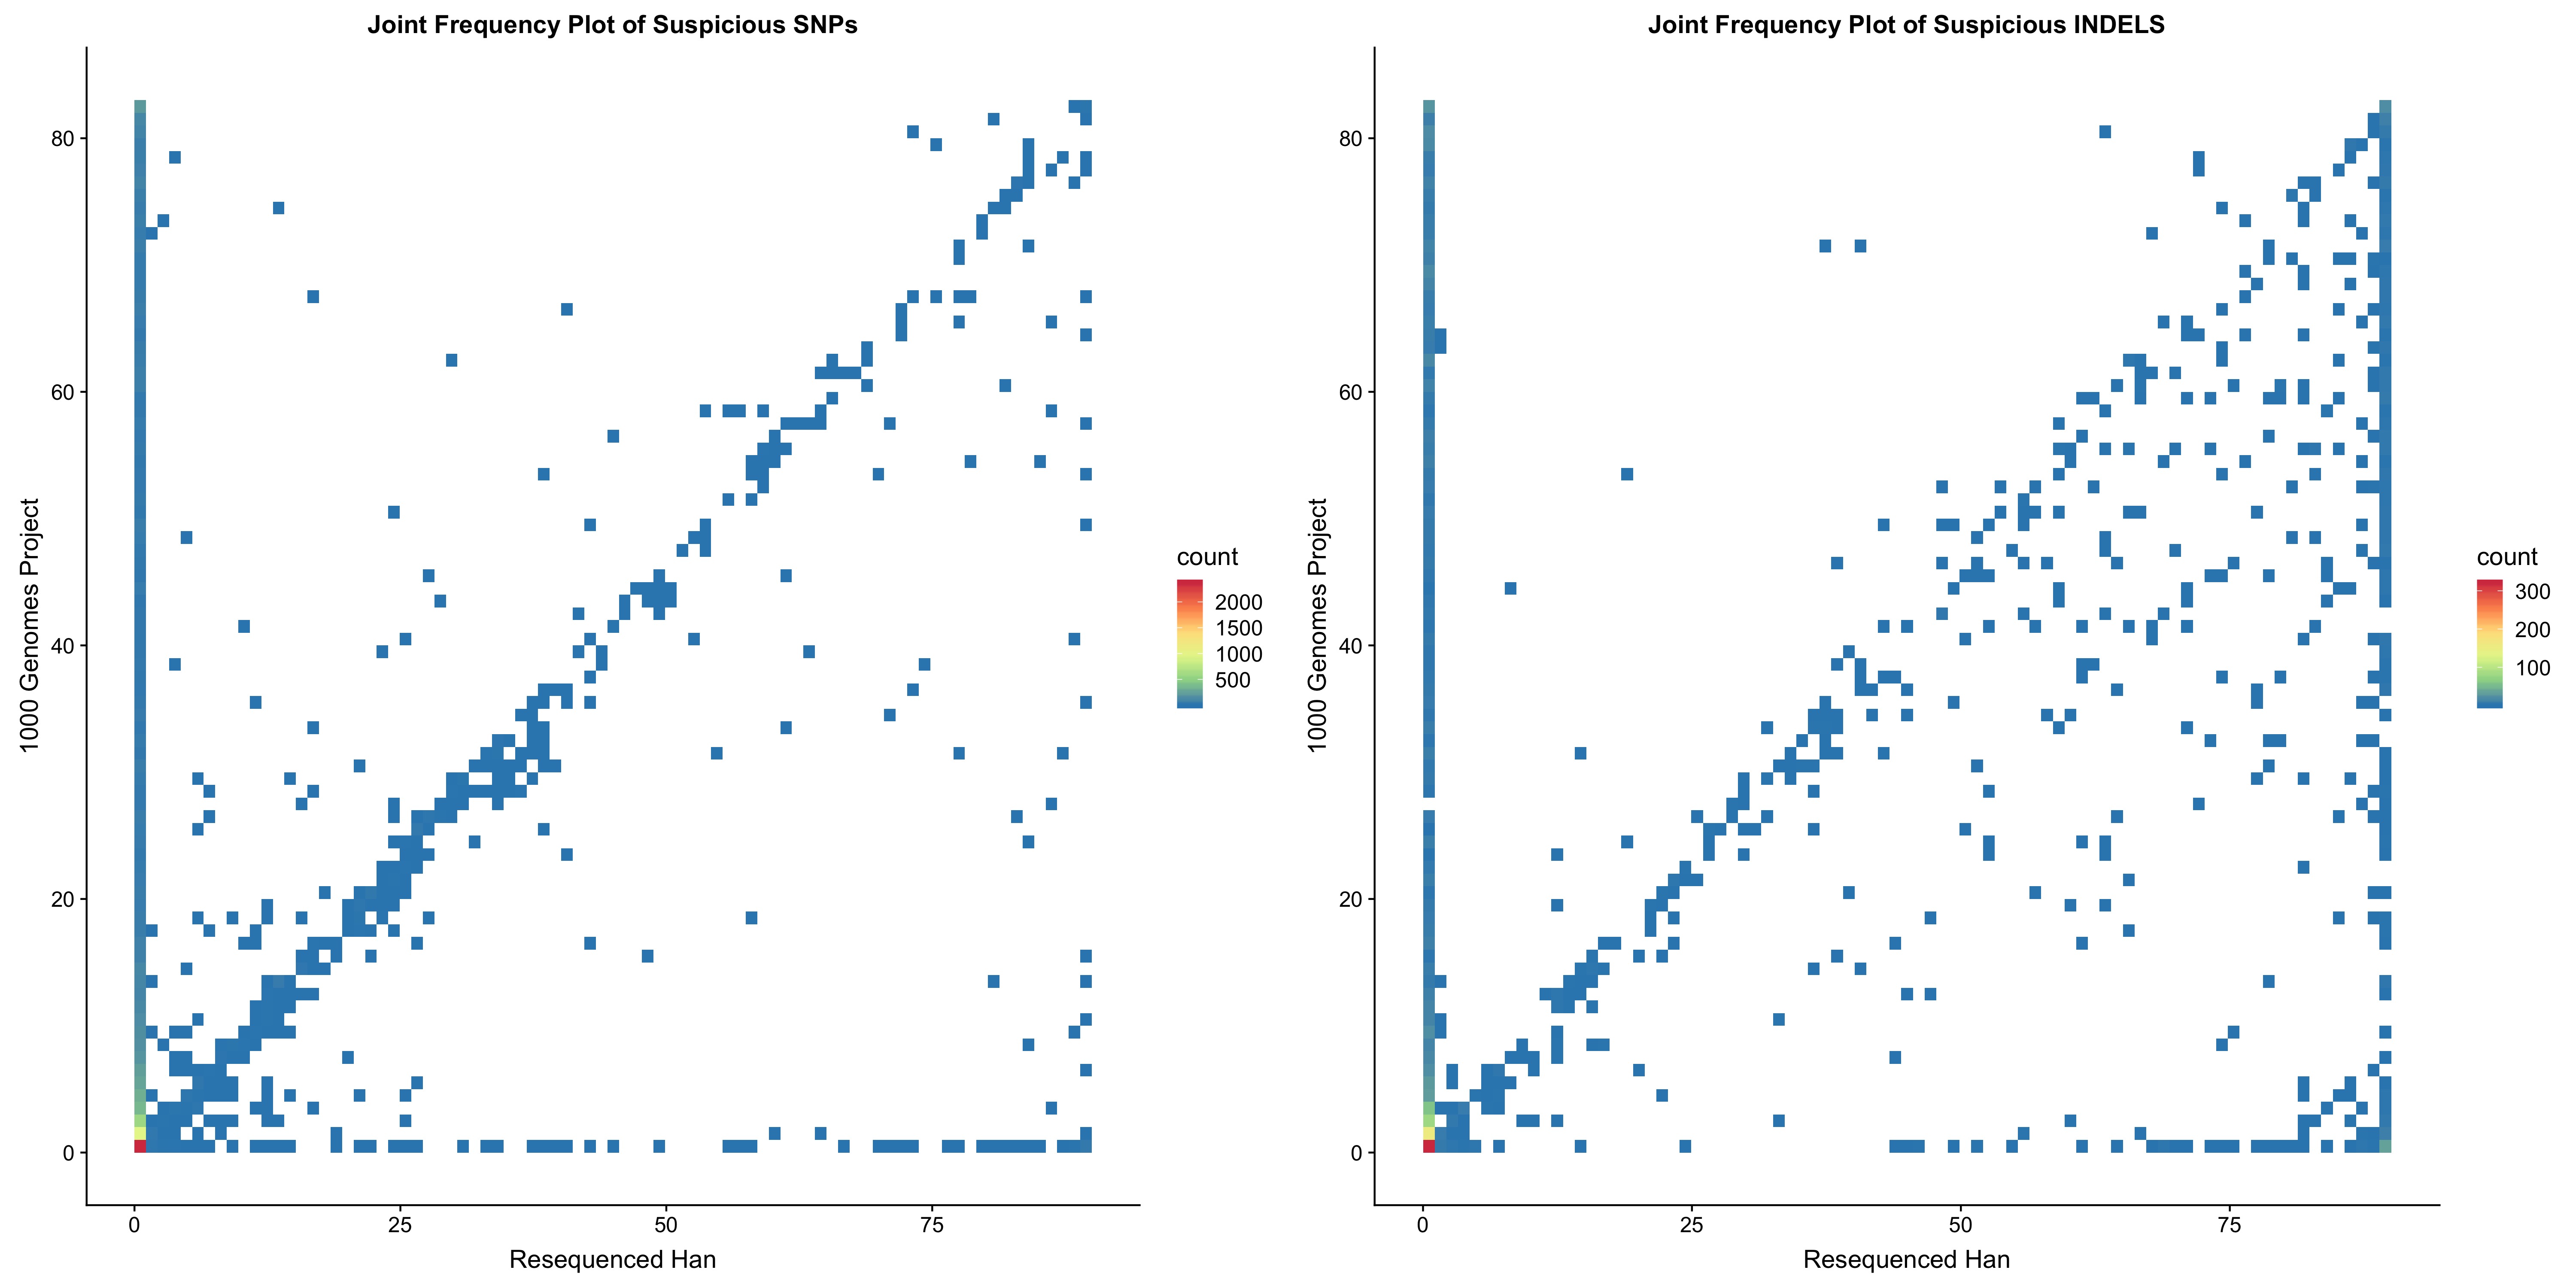 Joint Frequency Plot of Suspicious SNPs
1000 Genomes Project
80
60
40
20
0
0 25 50 75
Resequenced Han
count
2000
1500
1000
500
Joint Frequency Plot of Suspicious INDELS
1000 Genomes Project
80
60
40
20
0
0 25 50 75
Resequenced Han
count
300
200
100